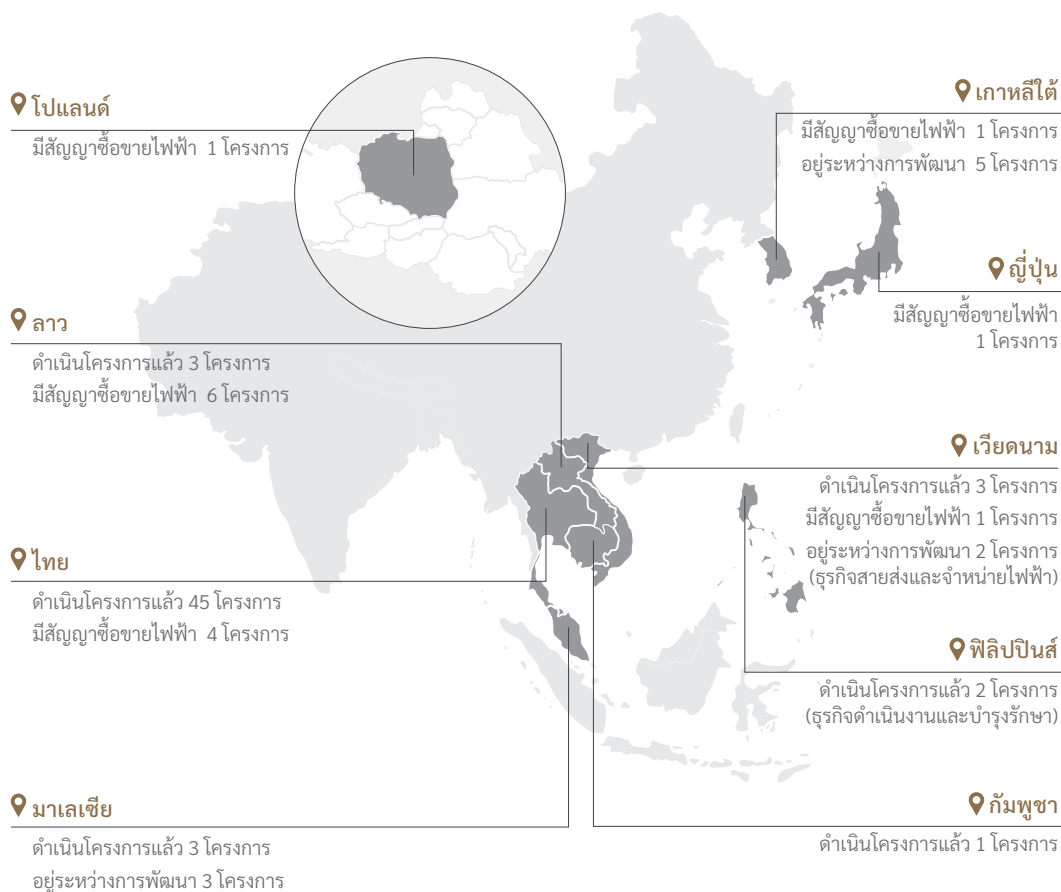 โปแลนด์
มีสัญญาซื้อขายไฟฟ้า 1 โครงการ
ลาว
ดำเนินโครงการแล้ว 3 โครงการ
มีสัญญาซื้อขายไฟฟ้า 6 โครงการ
ไทย
ดำเนินโครงการแล้ว 45 โครงการ
มีสัญญาซื้อขายไฟฟ้า 4 โครงการ
มาเลเซีย
ดำเนินโครงการแล้ว 3 โครงการ
อยู่ระหว่างการพัฒนา 3 โครงการ
เกาหลีใต้
มีสัญญาซื้อขายไฟฟ้า 1 โครงการ
อยู่ระหว่างการพัฒนา 5 โครงการ
ญี่ปุ่น
มีสัญญาซื้อขายไฟฟ้า
1 โครงการ
เวียดนาม
ดำเนินโครงการแล้ว 3 โครงการ
มีสัญญาซื้อขายไฟฟ้า 1 โครงการ
อยู่ระหว่างการพัฒนา 2 โครงการ
(ธุรกิจสายส่งและจำหน่ายไฟฟ้า)
ฟิลิปปินส์
ดำเนินโครงการแล้ว 2 โครงการ
(ธุรกิจดำเนินงานและบำรุงรักษา)
กัมพูชา
ดำเนินโครงการแล้ว 1 โครงการ